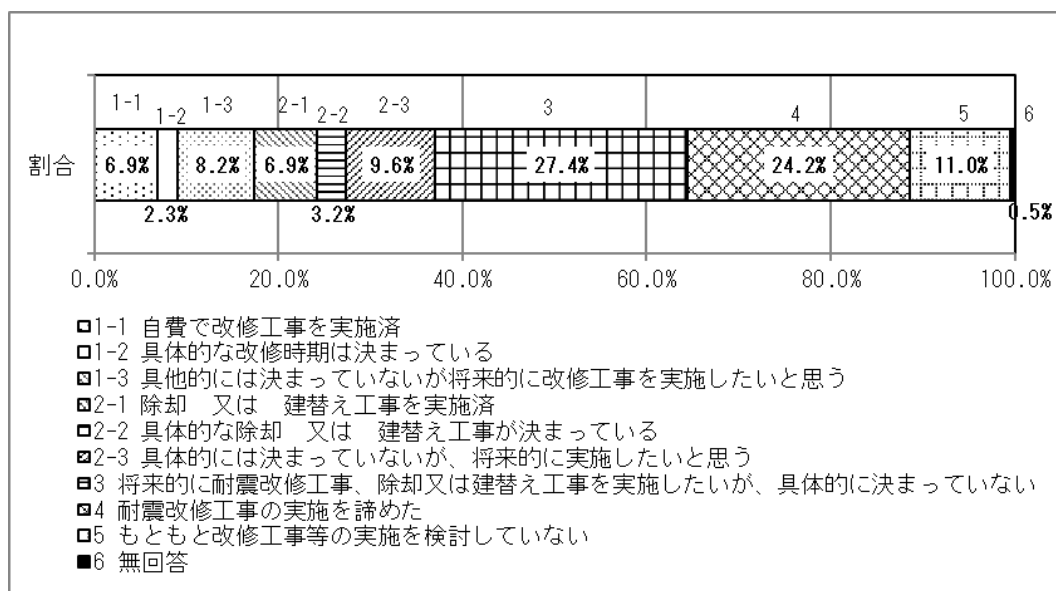 1-1 1-2 1-3 2-1 2-2 2-3 3 4 5 6
割合 6.9% 8.2% 6.9% 9.6% 27.4% 24.2% 11.0%
2.3% 3.2% 0.5%
0.0% 20.0% 40.0% 60.0% 80.0% 100.0%
1-1 自費で改修工事を実施済
1-2 具体的な改修時期は決まっている
1-3 具他的には決まっていないが将来的に改修工事を実施したいと思う
2-1 除却　又は　建替え工事を実施済
2-2 具体的な除却　又は　建替え工事が決まっている
2-3 具体的には決まっていないが、将来的に実施したいと思う
3 将来的に耐震改修工事、除却又は建替え工事を実施したいが、具体的に決まっていない
4 耐震改修工事の実施を諦めた
5 もともと改修工事等の実施を検討していない
6 無回答